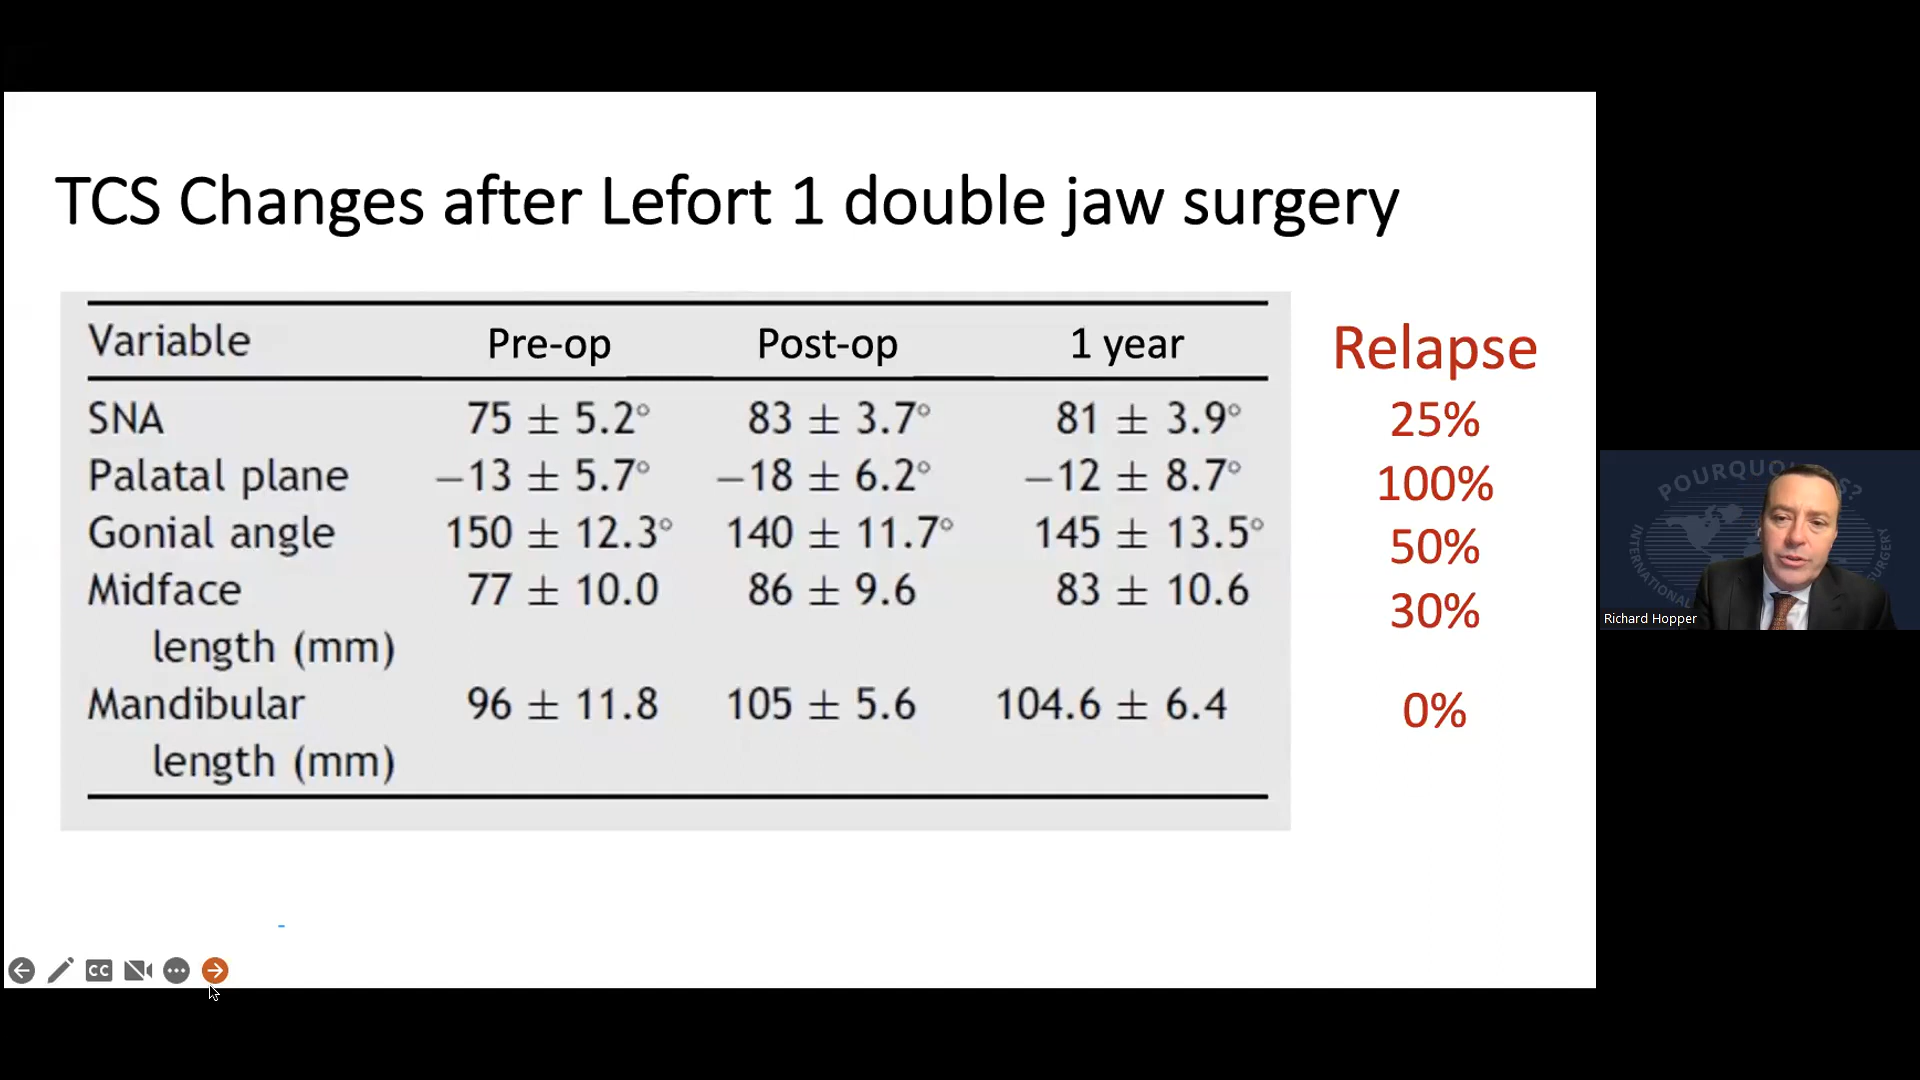 TCS Changes after Lefort 1 double jaw surgery
Variable Pre-op Post-op 1 year Relapse
SNA 75 ± 5.2° 83 ± 3.7° 81 ± 3.9° 25%
Palatal plane −13 ± 5.7° −18 ± 6.2° −12 ± 8.7° 100%
Gonial angle 150 ± 12.3° 140 ± 11.7° 145 ± 13.5° 50%
Midface 77 ± 10.0 86 ± 9.6 83 ± 10.6 30%
length (mm)
Mandibular 96 ± 11.8 105 ± 5.6 104.6 ± 6.4 0%
length (mm)
CC
INTERNATIONAL
SURGERY
Richard Hopper